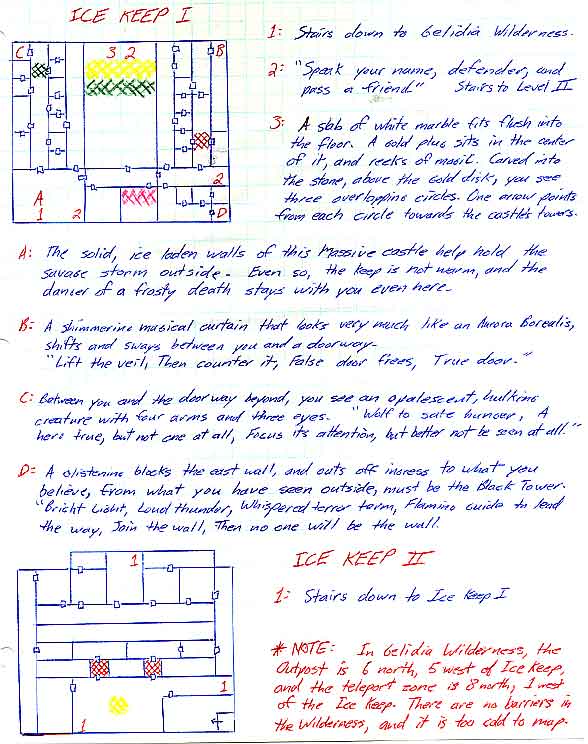 ICE KEEP I
C
3 2
B
A
1
2
2
D
1: Stairs down to Gelidia Wilderness.
2: "Speak your name, defender, and
pass a friend." Stairs to Level II
3: A slab of white marble fits flush into
the floor. A gold plug sits in the center
of it, and reeks of magic. Carved into
the stone, above the gold disk, you see
three overlapping circles. One arrow points
from each circle towards the castle's towers.
A: The solid, ice laden walls of this massive castle help hold the
savage storm outside. Even so, the keep is not warm, and the
danger of a frosty death stays with you even here.
B: A shimmering magical curtain that looks very much like an Aurora Borealis,
shifts and sways between you and a doorway.
"Lift the veil, Then counter it, False door frees, True door."
C: Between you and the doorway beyond, you see an opalescent, hulking
creature with four arms and three eyes. "Wolf to sate hunger, A
hero true, but not one at all, Focus its attention, but better not be seen at all."
D: A glistening blocks the east wall, and cuts off ingress to what you
believe, from what you have seen outside, must be the Black Tower.
"Bright Light, Loud thunder, Whispered terror term, Flaming guide to lend
the way, Join the wall, Then no one will be the wall.
1
1
1
ICE KEEP II
1: Stairs down to Ice Keep I
* NOTE: In Gelidia Wilderness, the
Outpost is 6 north, 5 west of Ice Keep,
and the teleport zone is 8 north, 1 west
of the Ice Keep. There are no barriers in
the Wilderness, and it is too cold to map.